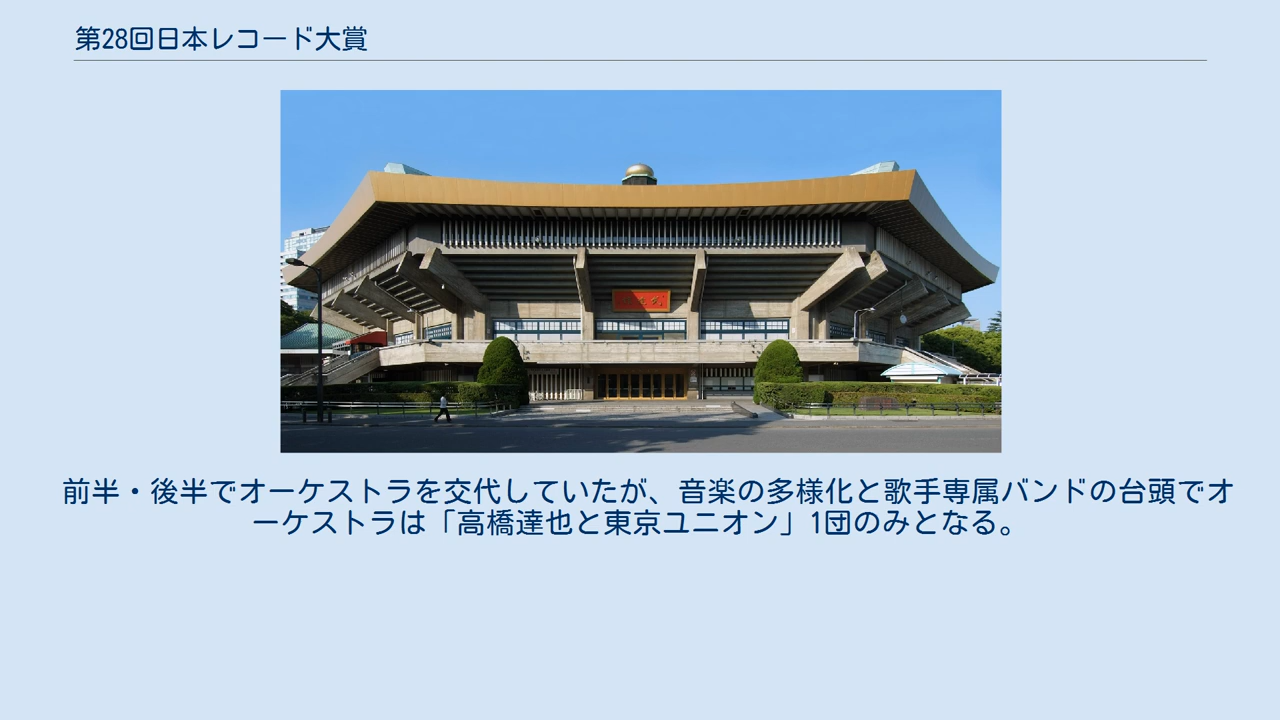 第28回日本レコード大賞
前半・後半でオーケストラを交代していたが、音楽の多様化と歌手専属バンドの台頭でオ
ーケストラは「高橋達也と東京ユニオン」1団のみとなる。